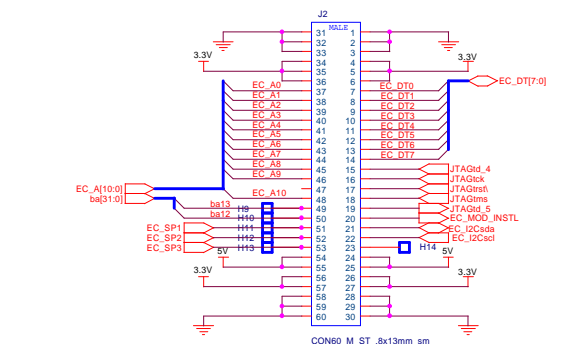 J2
MALE
31 1
32 2
33 3
3.3V 34 4 3.3V
35 5
36 6
EC_A0 37 7 EC_DT0 EC_DT[7:0]
EC_A1 38 8 EC_DT1
EC_A2 39 9 EC_DT2
EC_A3 40 10 EC_DT3
EC_A4 41 11 EC_DT4
EC_A5 42 12 EC_DT5
EC_A6 43 13 EC_DT6
EC_A7 44 14 EC_DT7
EC_A8 45 15 JTAGtd_4
EC_A9 46 16 JTAGtck
EC_A[10:0] 47 17 JTAGtrst\
ba[31:0] EC_A10 48 18 JTAGtms
ba13 H9 49 19 JTAGtd_5
ba12 H10 50 20 EC_MOD_INSTL
EC_SP1 H11 51 21 EC_I2Csda
EC_SP2 H12 52 22 EC_I2Cscl
EC_SP3 H13 53 23 H14
5V 54 24 5V
55 25
3.3V 56 26 3.3V
57 27
58 28
59 29
60 30
CON60_M_ST_.8x13mm_sm